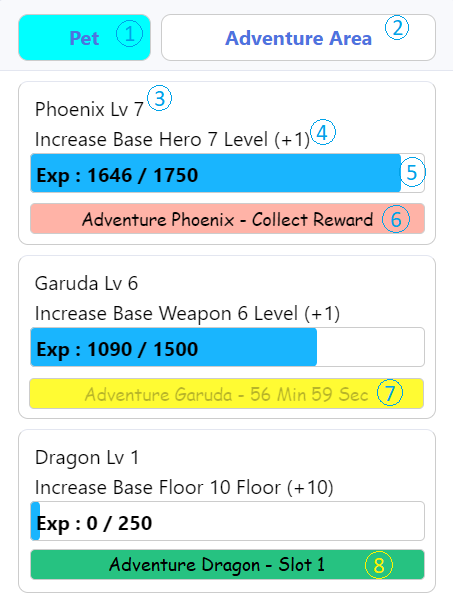 Pet 1 Adventure Area 2
Phoenix Lv 7 3
Increase Base Hero 7 Level (+1) 4
Exp : 1646 / 1750 5
Adventure Phoenix - Collect Reward 6
Garuda Lv 6
Increase Base Weapon 6 Level (+1)
Exp : 1090 / 1500
Adventure Garuda - 56 Min 59 Sec 7
Dragon Lv 1
Increase Base Floor 10 Floor (+10)
Exp : 0 / 250
Adventure Dragon - Slot 1 8